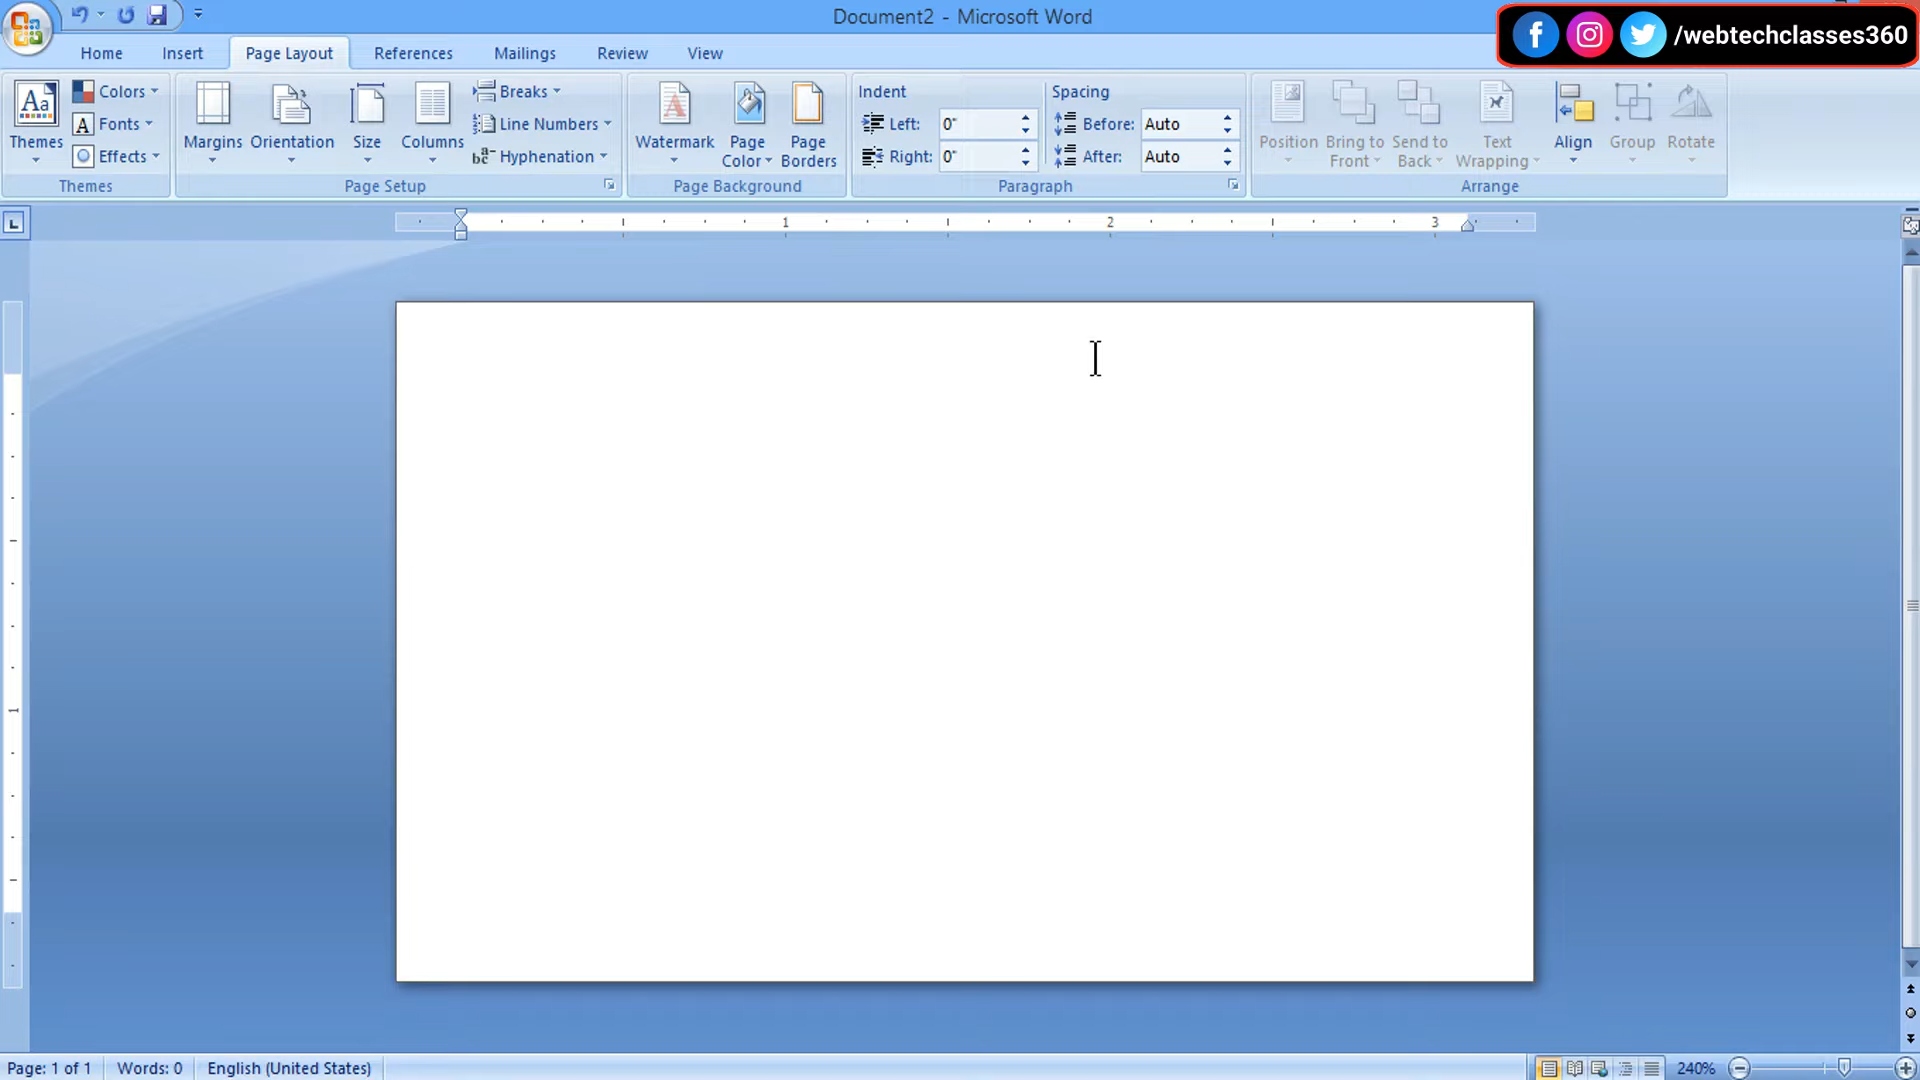 Document2 - Microsoft Word
/webtechclasses360
Home Insert Page Layout References Mailings Review View
Themes
Colors
Fonts
Effects
Themes
Margins
Orientation
Size
Columns
Breaks
Line Numbers
Hyphenation
Page Setup
Watermark
Page Color
Page Borders
Page Background
Indent
Left: 0"
Right: 0"
Spacing
Before: Auto
After: Auto
Paragraph
Position
Bring to Front
Send to Back
Text Wrapping
Align
Group
Rotate
Arrange
1 2 3
1
Page: 1 of 1 Words: 0 English (United States) 240%